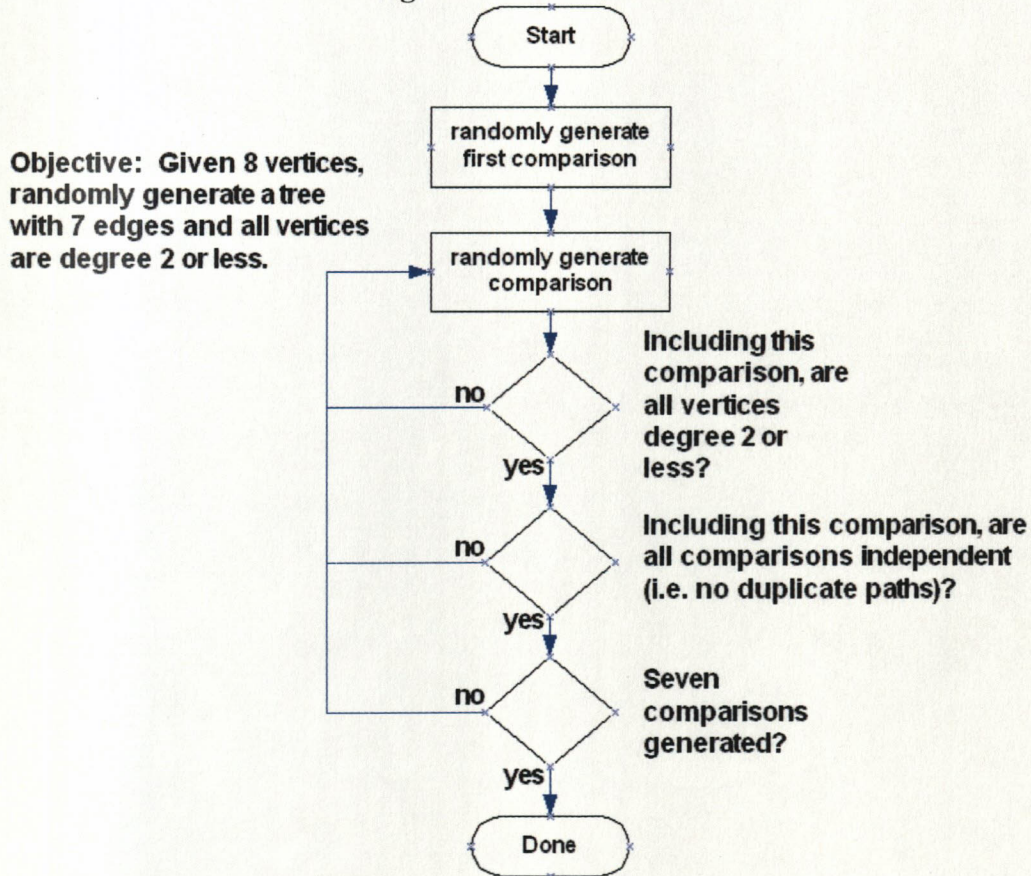 Start
randomly generate
first comparison
Objective: Given 8 vertices,
randomly generate a tree
with 7 edges and all vertices
are degree 2 or less.
randomly generate
comparison
Including this
comparison, are
all vertices
degree 2 or
less?
no
yes
Including this comparison, are
all comparisons independent
(i.e. no duplicate paths)?
no
yes
Seven
comparisons
generated?
no
yes
Done